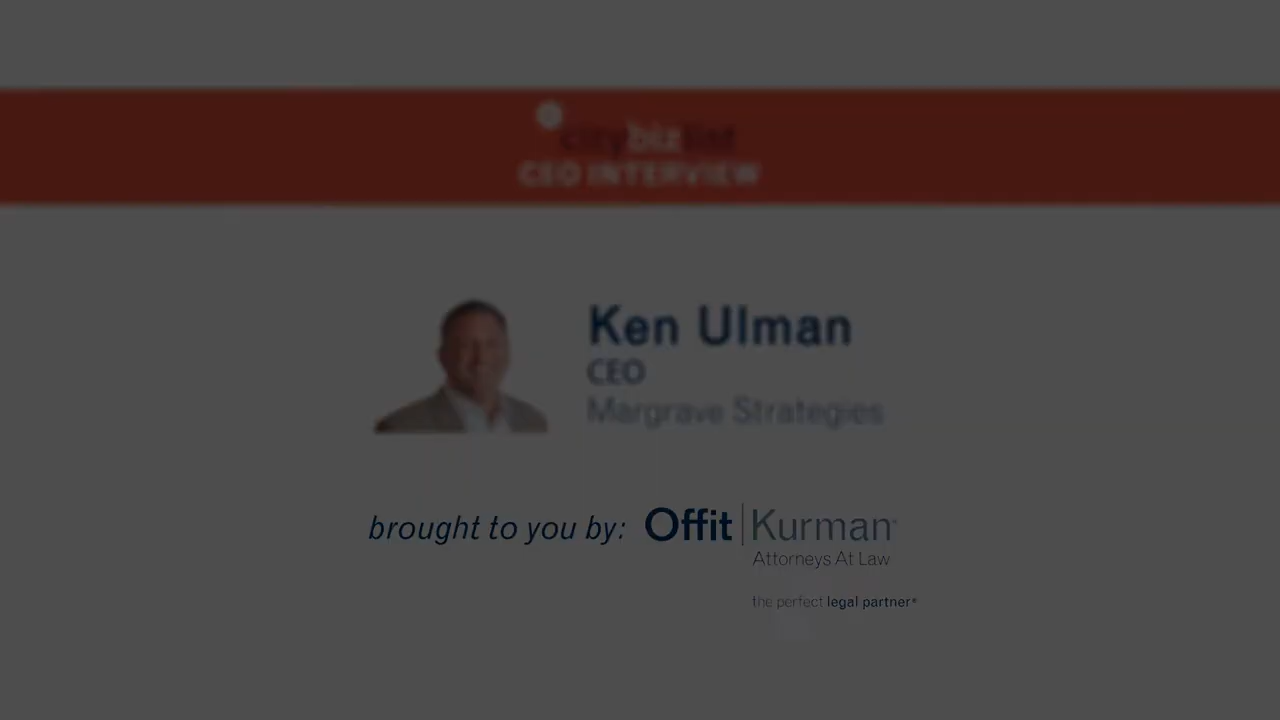 citybizlist
CEO INTERVIEW
Ken Ulman
CEO
Margrave Strategies
brought to you by: Offit | Kurman
Attorneys At Law
the perfect legal partner®